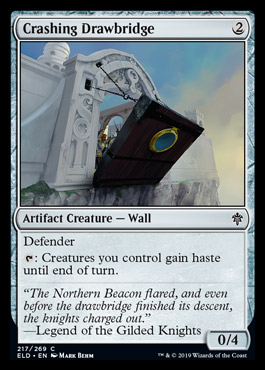 Crashing Drawbridge 2
Artifact Creature — Wall
Defender
: Creatures you control gain haste
until end of turn.
"The Northern Beacon flared, and even
before the drawbridge finished its descent,
the knights charged out."
—Legend of the Gilded Knights
0/4
217/269 C
ELD • EN Mark Behm
™ & © 2019 Wizards of the Coast